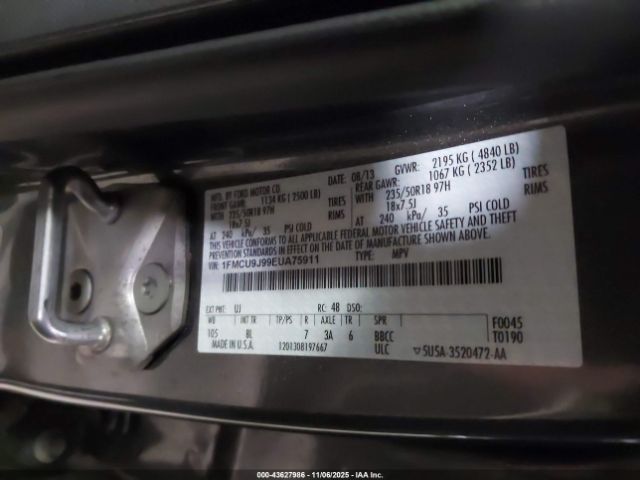 MFD. BY FORD MOTOR CO.
DATE: 08/13 GVWR: 2195 KG ( 4840 LB)
FRONT GAWR: 1134 KG ( 2500 LB) REAR GAWR: 1067 KG ( 2352 LB)
WITH 235/50R18 97H TIRES WITH 235/50R18 97H TIRES
18x7.5J RIMS 18x7.5J RIMS
AT 240 kPa/ 35 PSI COLD AT 240 kPa/ 35 PSI COLD
THIS VEHICLE CONFORMS TO ALL APPLICABLE FEDERAL MOTOR VEHICLE SAFETY AND THEFT
PREVENTION STANDARDS IN EFFECT ON THE DATE OF MANUFACTURE SHOWN ABOVE.
VIN: 1FMCU9J99EUA75911 TYPE: MPV
EXT PNT: UJ RC: 48 DSO:
WB INT TR TP/PS R AXLE TR SPR F0045
105 8L 7 3A 6 BBCC T0190
MADE IN U.S.A. 1201308197667 ULC ▽5U5A-3520472-AA
000-43627986 - 11/06/2025 - IAA Inc.